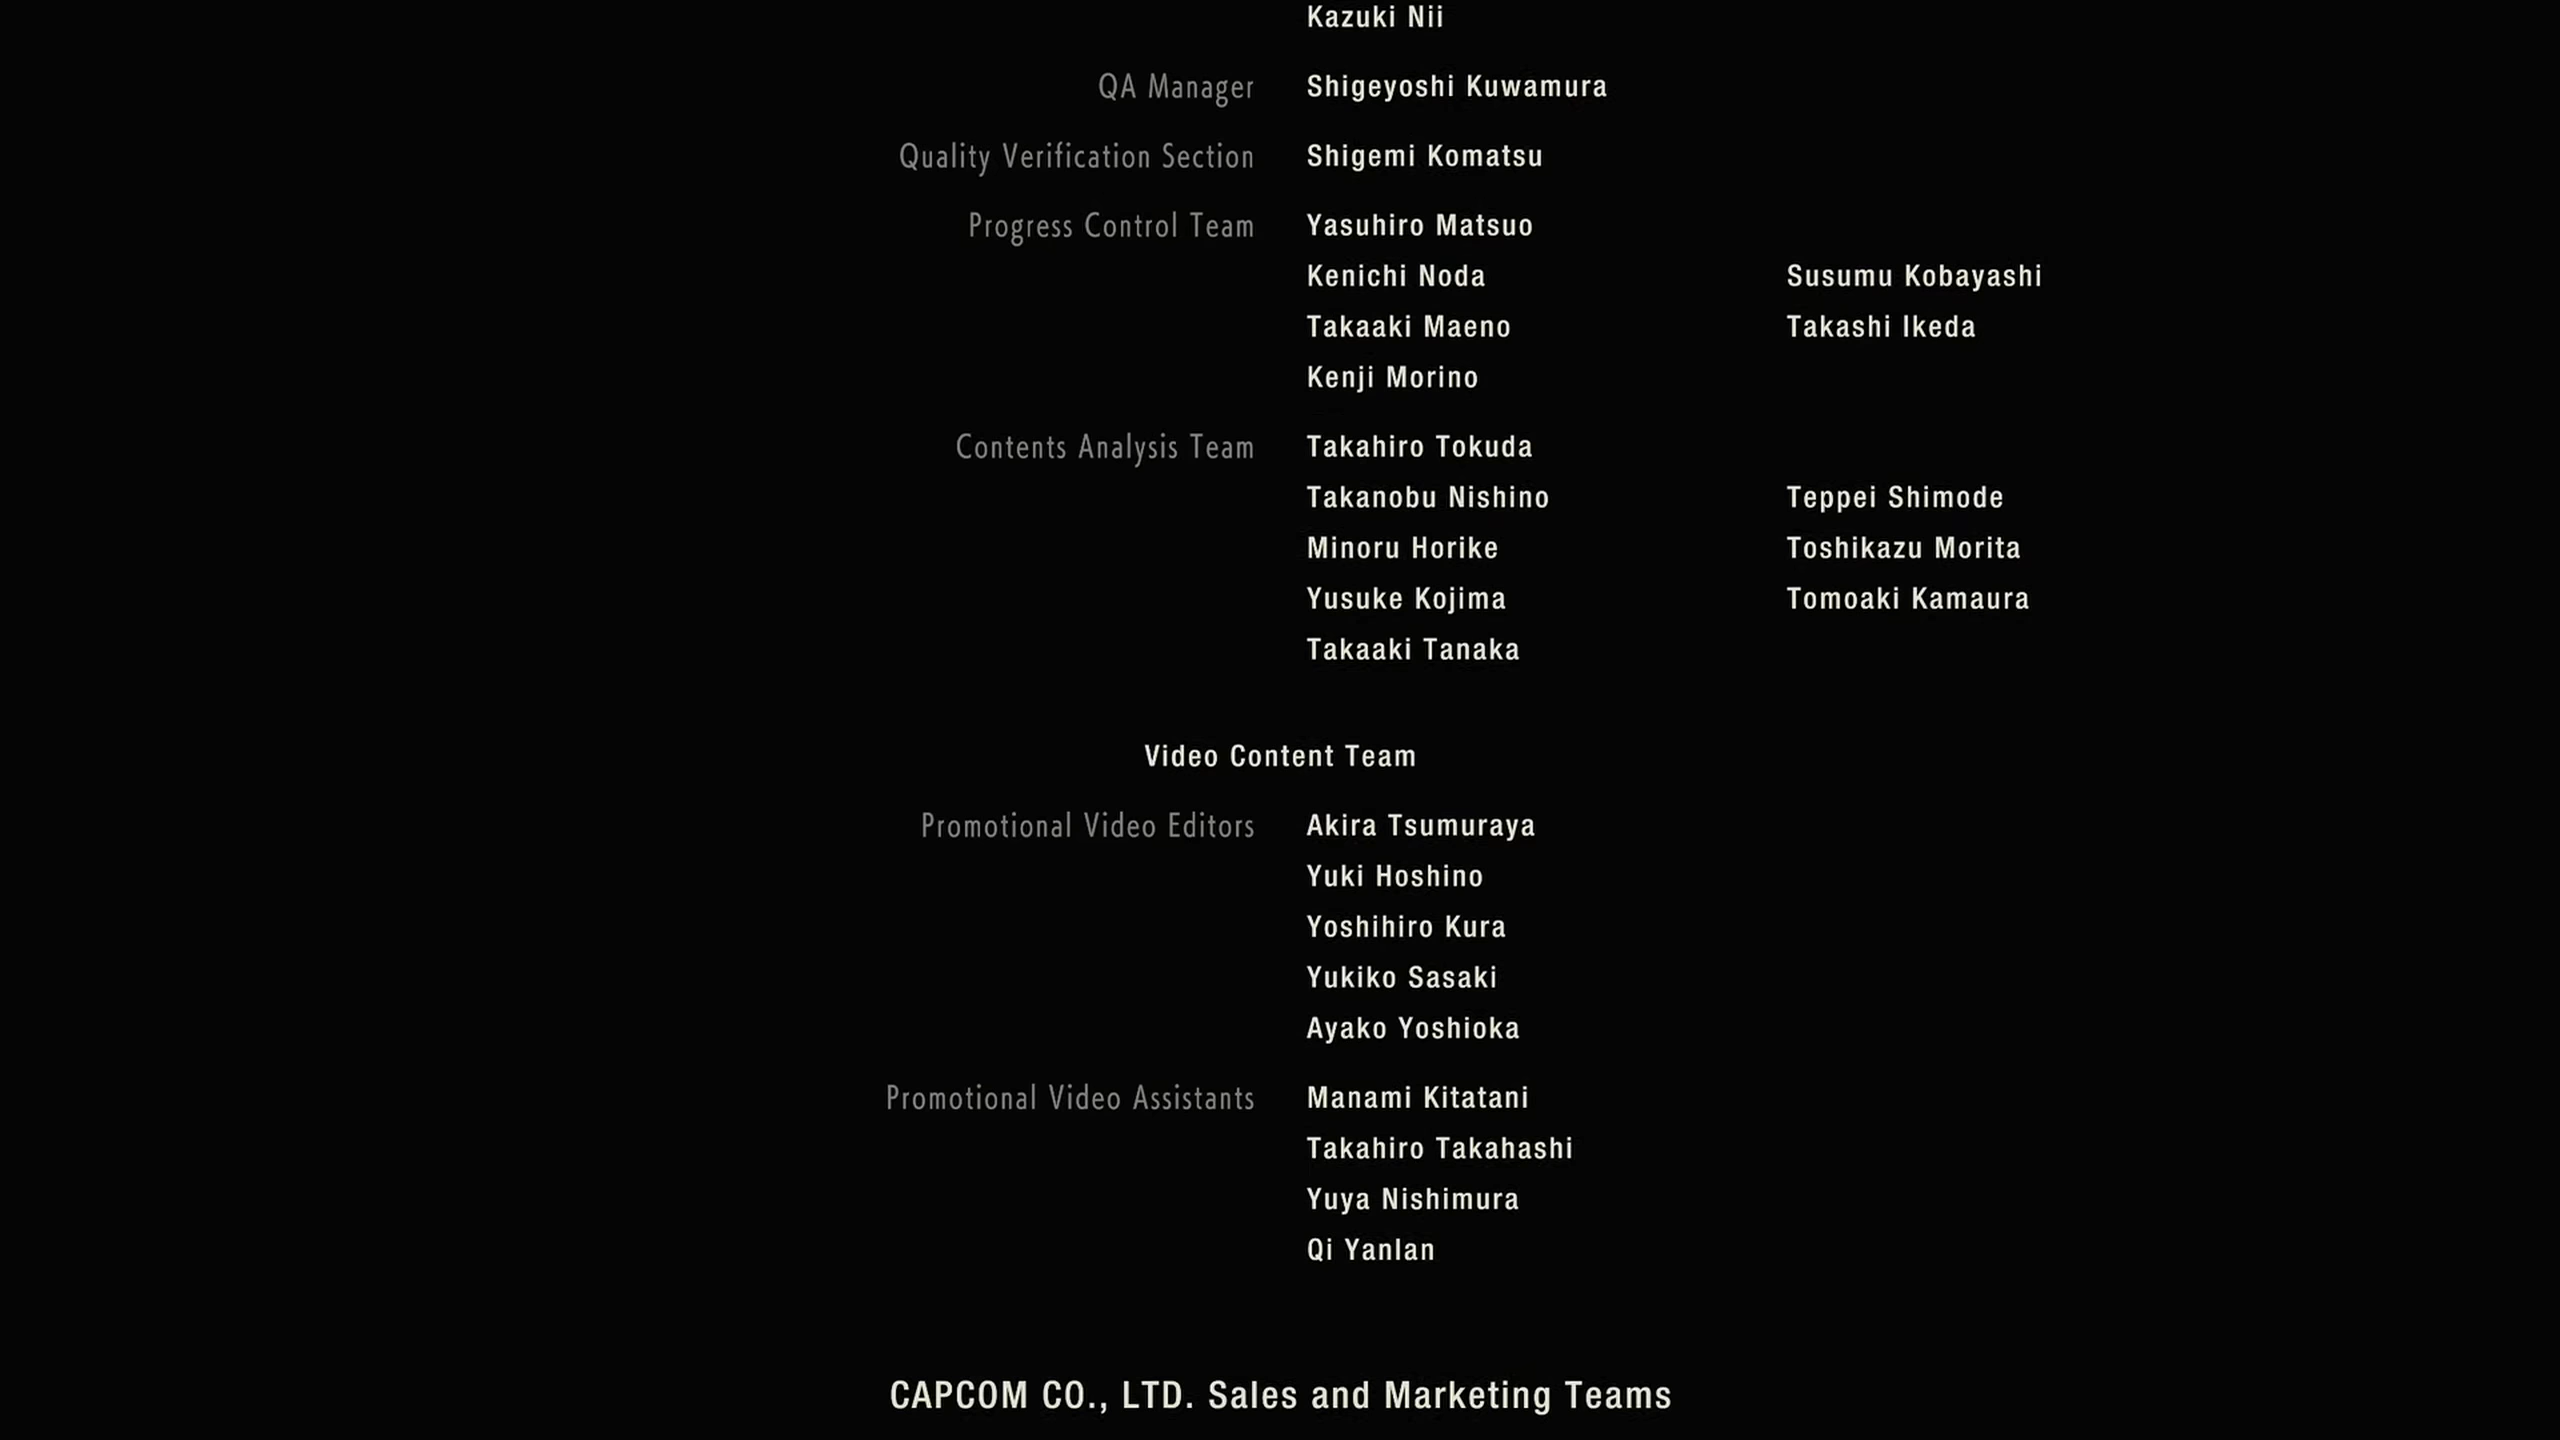 Kazuki Nii
QA Manager Shigeyoshi Kuwamura
Quality Verification Section Shigemi Komatsu
Progress Control Team Yasuhiro Matsuo
Kenichi Noda Susumu Kobayashi
Takaaki Maeno Takashi Ikeda
Kenji Morino
Contents Analysis Team Takahiro Tokuda
Takanobu Nishino Teppei Shimode
Minoru Horike Toshikazu Morita
Yusuke Kojima Tomoaki Kamaura
Takaaki Tanaka
Video Content Team
Promotional Video Editors Akira Tsumuraya
Yuki Hoshino
Yoshihiro Kura
Yukiko Sasaki
Ayako Yoshioka
Promotional Video Assistants Manami Kitatani
Takahiro Takahashi
Yuya Nishimura
Qi Yanlan
CAPCOM CO., LTD. Sales and Marketing Teams